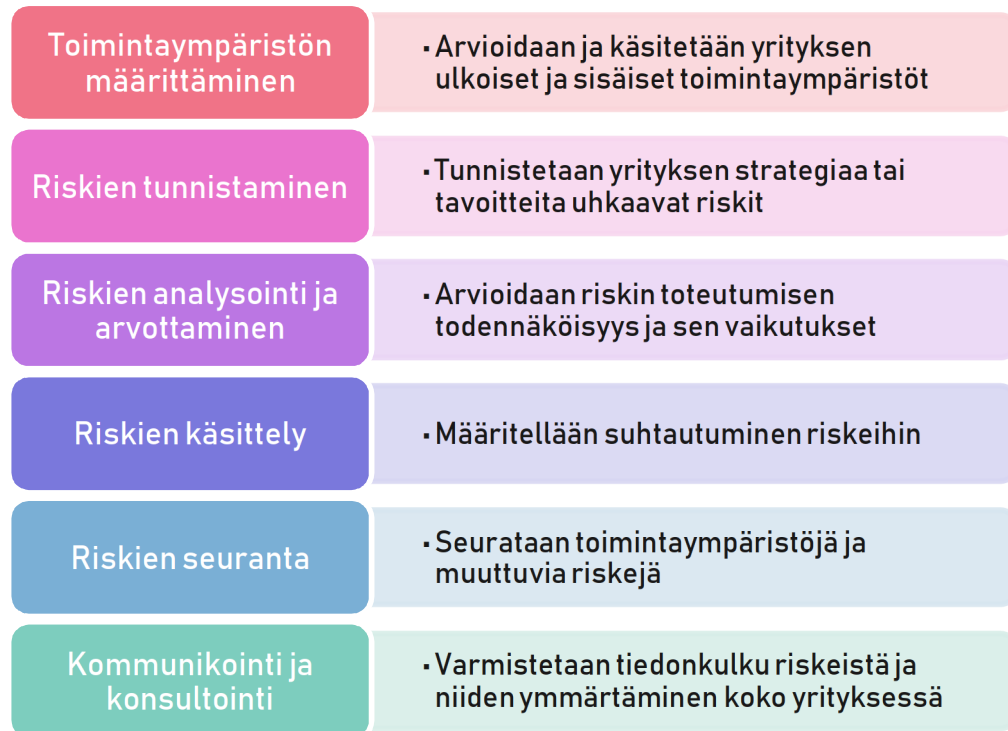 Toimintaympäristön
määrittäminen
▪ Arvioidaan ja käsitetään yrityksen
ulkoiset ja sisäiset toimintaympäristöt
Riskien tunnistaminen
▪ Tunnistetaan yrityksen strategiaa tai
tavoitteita uhkaavat riskit
Riskien analysointi ja
arvottaminen
▪ Arvioidaan riskin toteutumisen
todennäköisyys ja sen vaikutukset
Riskien käsittely
▪ Määritellään suhtautuminen riskeihin
Riskien seuranta
▪ Seurataan toimintaympäristöjä ja
muuttuvia riskejä
Kommunikointi ja
konsultointi
▪ Varmistetaan tiedonkulku riskeistä ja
niiden ymmärtäminen koko yrityksessä